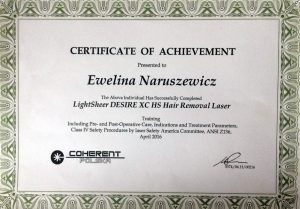 CERTIFICATE OF ACHIEVEMENT
Presented to
Ewelina Naruszewicz
The Above Individual Has Successfully Completed
LightSheer DESIRE XC HS Hair Removal Laser
Training
Including Pre- and Post-Operative Care, Indications and Treatment Parameters,
Class IV Safety Procedures by laser Safety America Committee, ANSI Z136,
April 2016
COHERENT
POLSKA